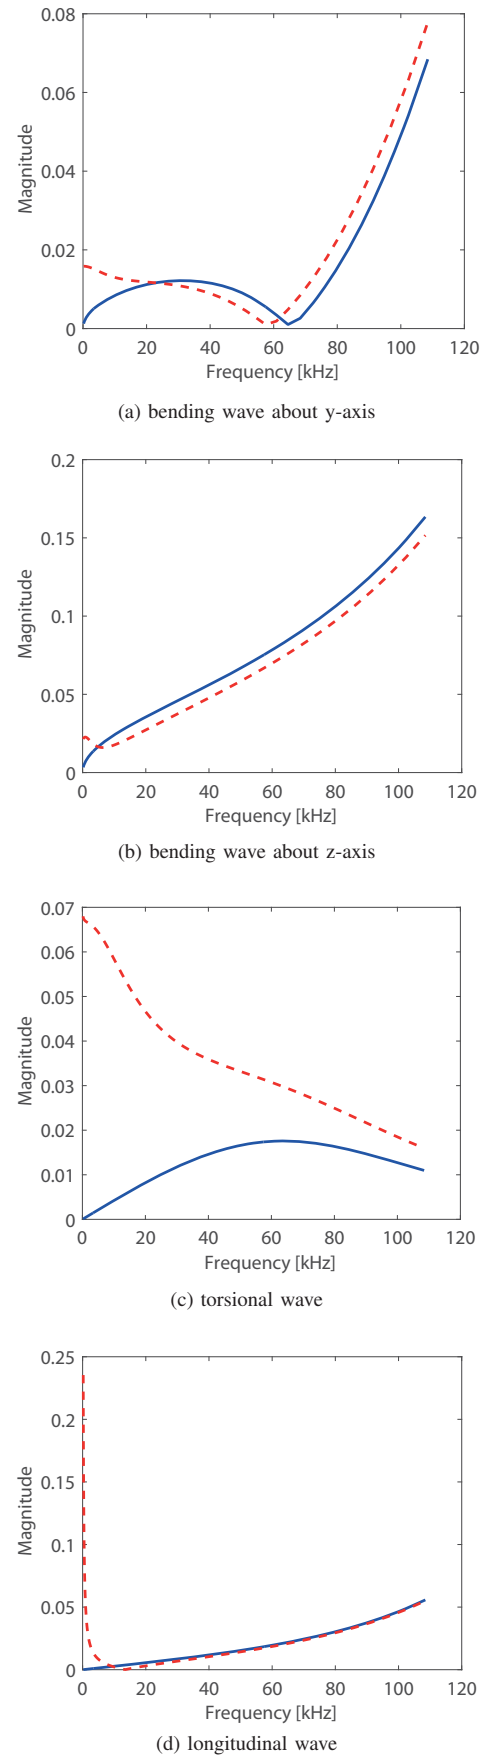 0.08
0.06
0.04
0.02
0
Magnitude
0 20 40 60 80 100 120
Frequency [kHz]
(a) bending wave about y-axis
0.2
0.15
0.1
0.05
0
Magnitude
0 20 40 60 80 100 120
Frequency [kHz]
(b) bending wave about z-axis
0.07
0.06
0.05
0.04
0.03
0.02
0.01
0
Magnitude
0 20 40 60 80 100 120
Frequency [kHz]
(c) torsional wave
0.25
0.2
0.15
0.1
0.05
0
Magnitude
0 20 40 60 80 100 120
Frequency [kHz]
(d) longitudinal wave